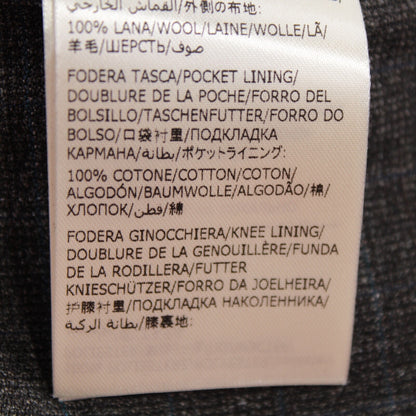 القماش الخارجي/外側の布地:
100% LANA/WOOL/LAINE/WOLLE/LÃ/
羊毛/ШЕРСТЬ/صوف/
FODERA TASCA/POCKET LINING/
DOUBLURE DE LA POCHE/FORRO DEL
BOLSILLO/TASCHENFUTTER/FORRO DO
BOLSO/口袋衬里/ПОДКЛАДКА
КАРМАНА/بطانة/ポケットライニング:
100% COTONE/COTTON/COTON/
ALGODÓN/BAUMWOLLE/ALGODÃO/棉/
ХЛОПОК/قطن/綿
FODERA GINOCCHIERA/KNEE LINING/
DOUBLURE DE LA GENOUILLÈRE/FUNDA
DE LA RODILLERA/FUTTER
KNIESCHÜTZER/FORRO DA JOELHEIRA/
护膝衬里/ПОДКЛАДКА НАКОЛЕННИКА/
بطانة الركبة/膝裏地: